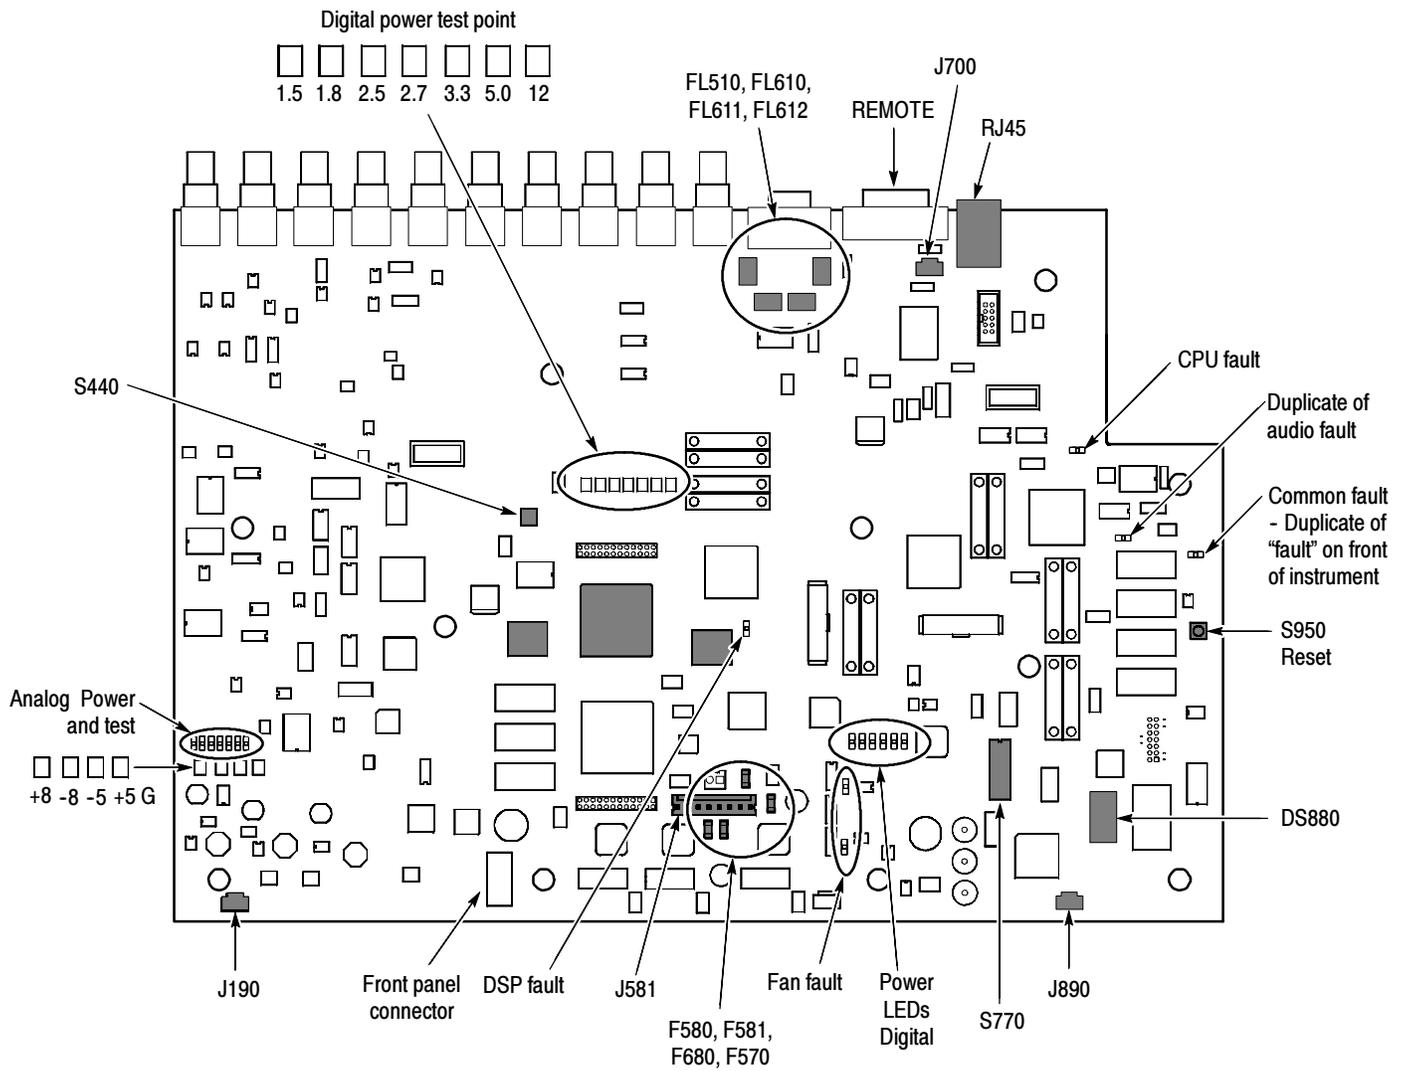 Digital power test point
1.5 1.8 2.5 2.7 3.3 5.0 12
FL510, FL610,
FL611, FL612
REMOTE
J700
RJ45
CPU fault
Duplicate of
audio fault
Common fault
- Duplicate of
“fault” on front
of instrument
S440
S950
Reset
Analog Power
and test
+8 -8 -5 +5 G
DS880
J190
Front panel
connector
DSP fault
J581
F580, F581,
F680, F570
Fan fault
Power
LEDs
Digital
S770
J890